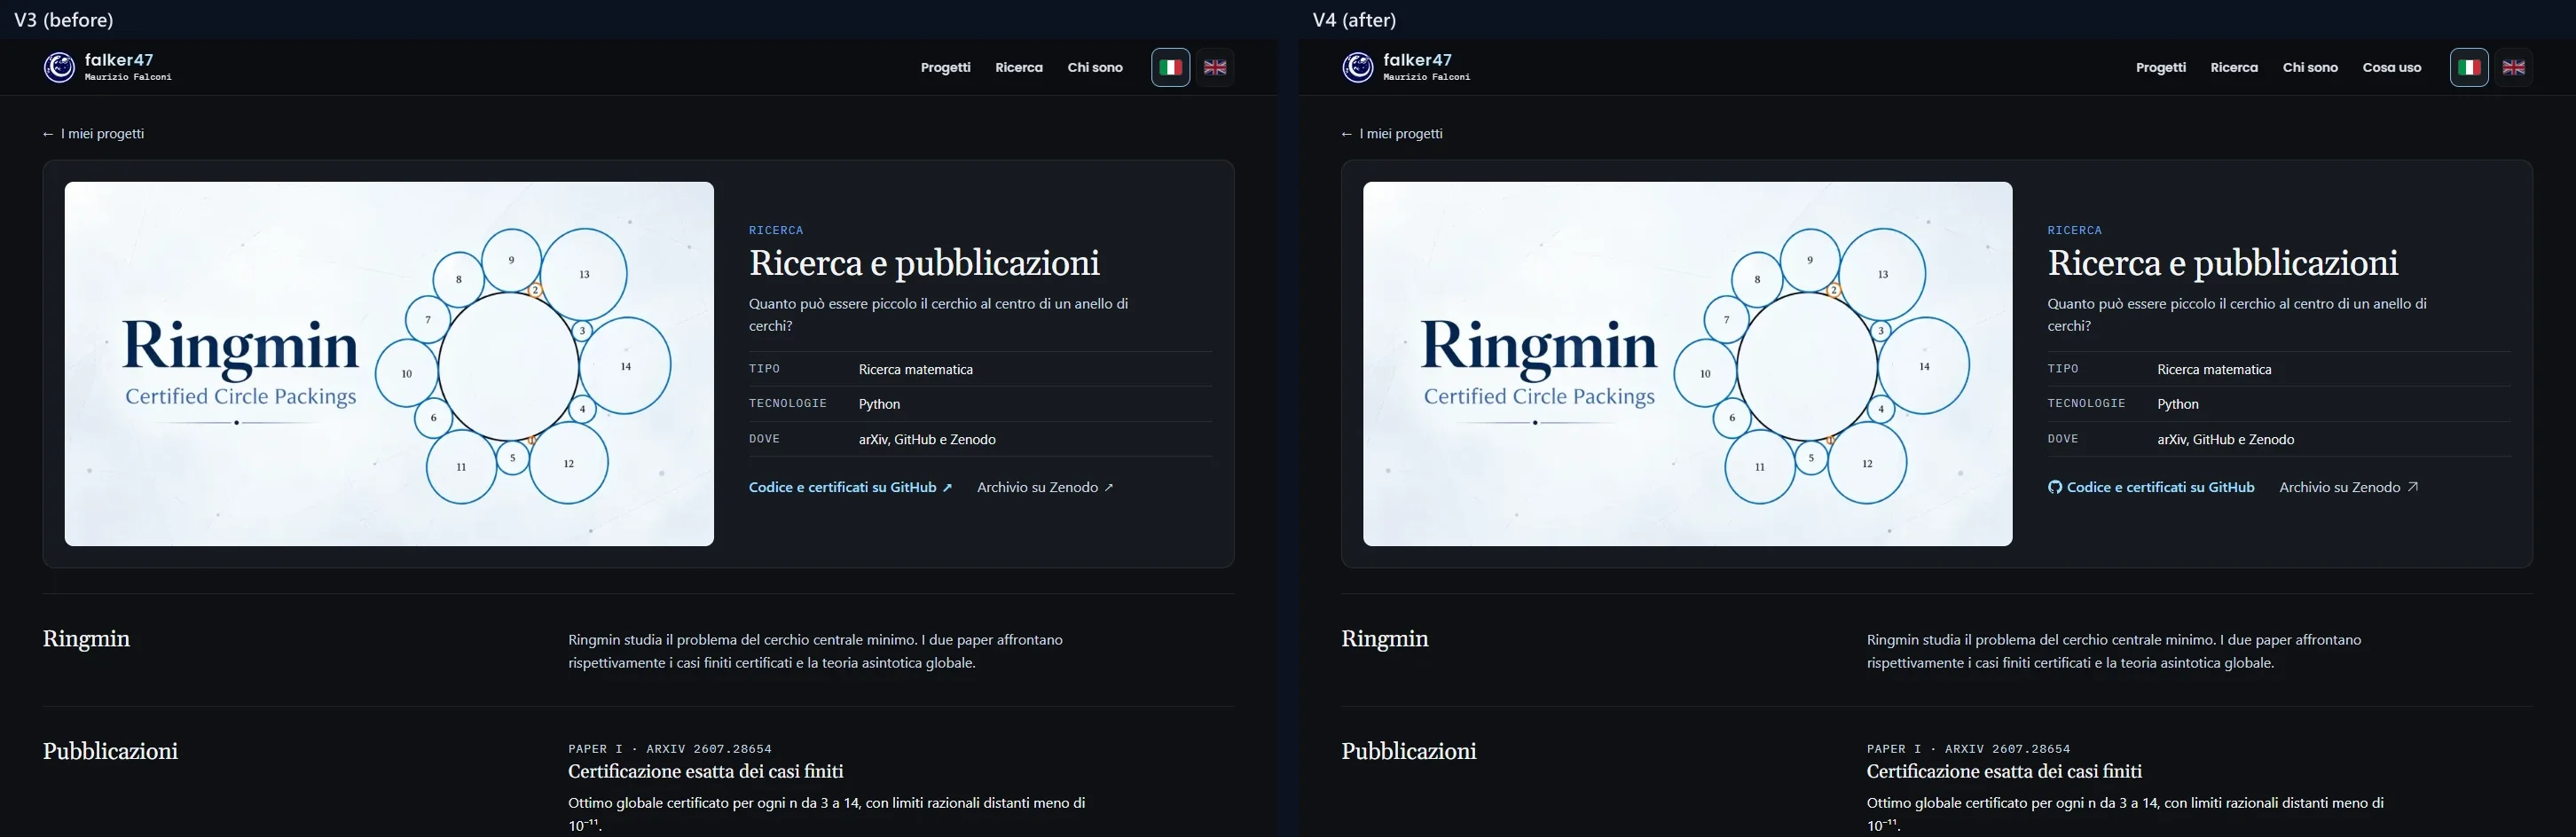 V3 (before)
falker47
Maurizio Falconi
Progetti Ricerca Chi sono
← I miei progetti
Ringmin
Certified Circle Packings
9
13
8
2
7
3
10
14
6
4
5
11
12
RICERCA
Ricerca e pubblicazioni
Quanto può essere piccolo il cerchio al centro di un anello di
cerchi?
TIPO Ricerca matematica
TECNOLOGIE Python
DOVE arXiv, GitHub e Zenodo
Codice e certificati su GitHub ↗ Archivio su Zenodo ↗
Ringmin
Ringmin studia il problema del cerchio centrale minimo. I due paper affrontano
rispettivamente i casi finiti certificati e la teoria asintotica globale.
Pubblicazioni
PAPER I · ARXIV 2607.28654
Certificazione esatta dei casi finiti
Ottimo globale certificato per ogni n da 3 a 14, con limiti razionali distanti meno di
10⁻¹¹.
V4 (after)
falker47
Maurizio Falconi
Progetti Ricerca Chi sono Cosa uso
← I miei progetti
Ringmin
Certified Circle Packings
9
13
8
2
7
3
10
14
6
4
5
11
12
RICERCA
Ricerca e pubblicazioni
Quanto può essere piccolo il cerchio al centro di un anello di
cerchi?
TIPO Ricerca matematica
TECNOLOGIE Python
DOVE arXiv, GitHub e Zenodo
Codice e certificati su GitHub Archivio su Zenodo ↗
Ringmin
Ringmin studia il problema del cerchio centrale minimo. I due paper affrontano
rispettivamente i casi finiti certificati e la teoria asintotica globale.
Pubblicazioni
PAPER I · ARXIV 2607.28654
Certificazione esatta dei casi finiti
Ottimo globale certificato per ogni n da 3 a 14, con limiti razionali distanti meno di
10⁻¹¹.